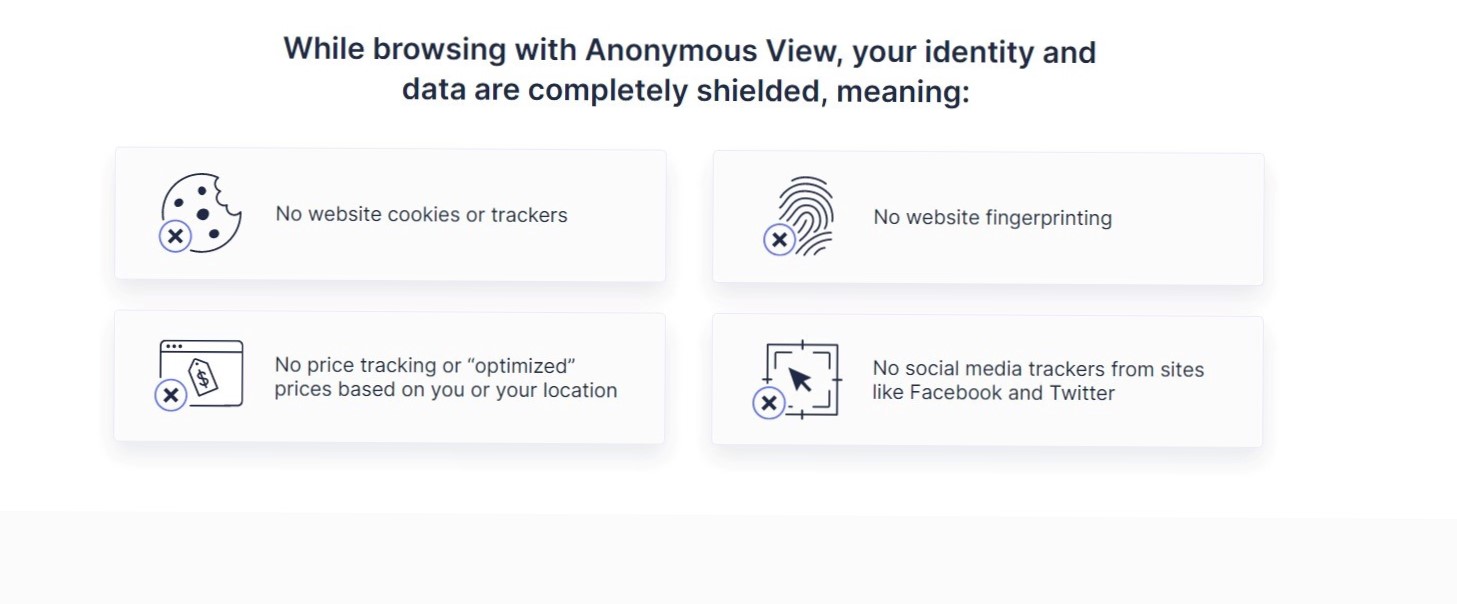 While browsing with Anonymous View, your identity and
data are completely shielded, meaning:
No website cookies or trackers
No website fingerprinting
No price tracking or “optimized”
prices based on you or your location
No social media trackers from sites
like Facebook and Twitter